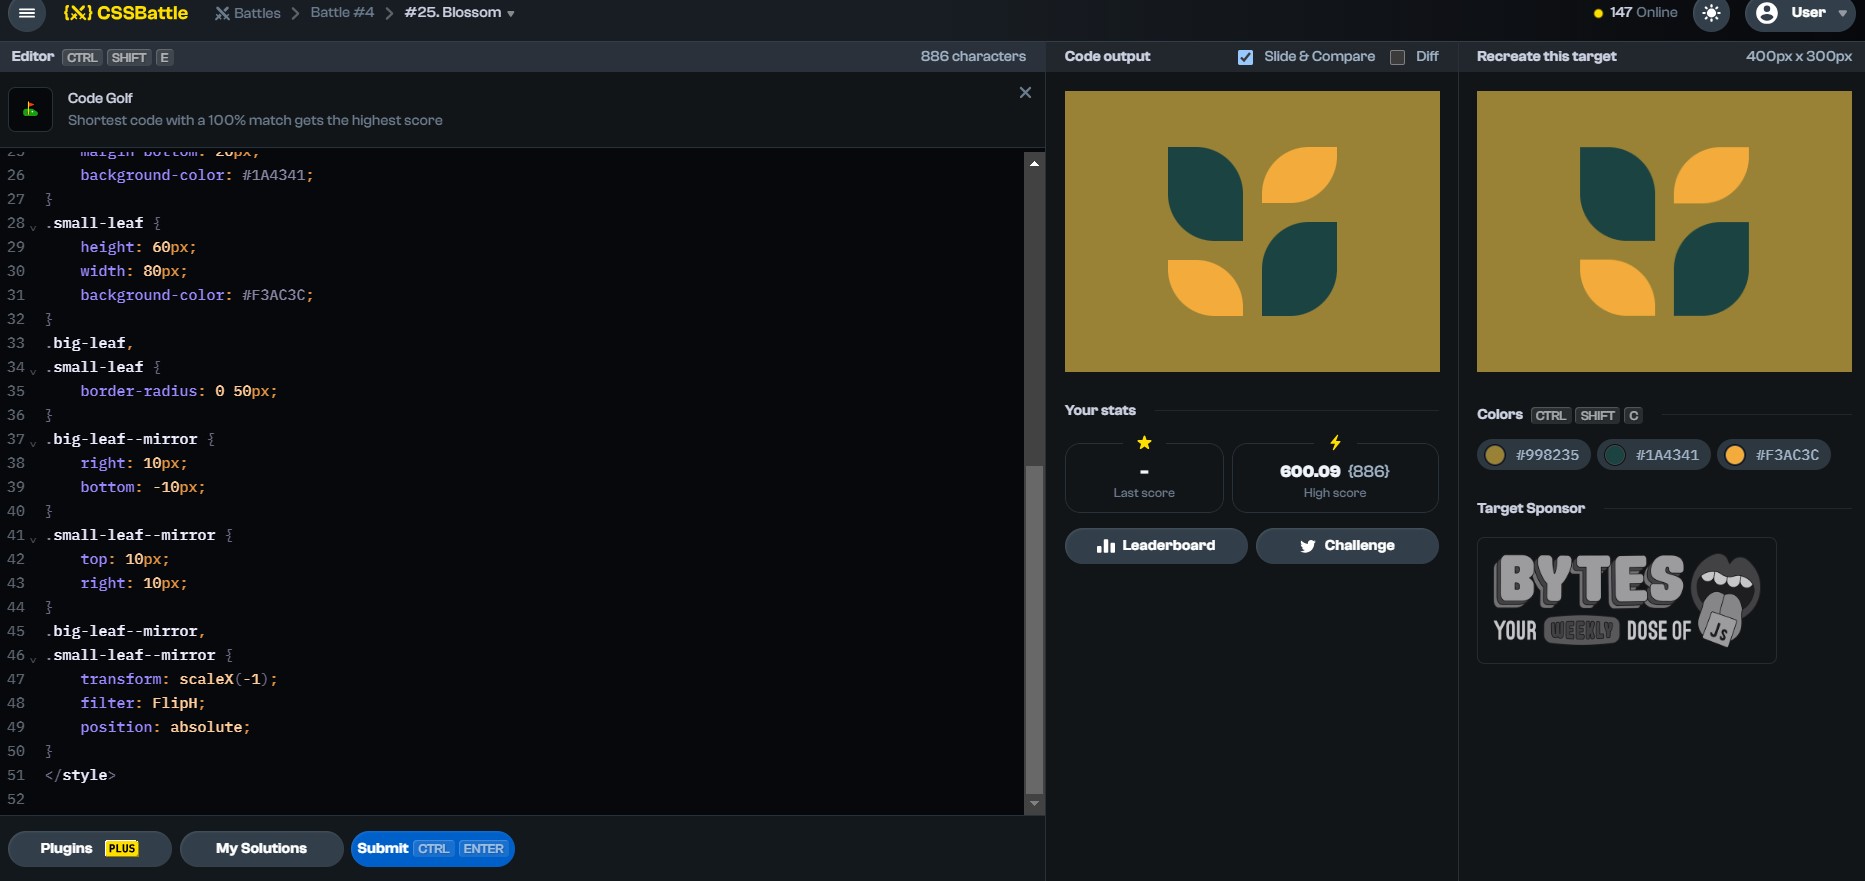 {X} CSSBattle
Battles
Battle #4
#25. Blossom
147 Online
User
Editor CTRL SHIFT E
886 characters
Code Golf
Shortest code with a 100% match gets the highest score
25 margin-bottom: 20px;
26 background-color: #1A4341;
27 }
28 .small-leaf {
29 height: 60px;
30 width: 80px;
31 background-color: #F3AC3C;
32 }
33 .big-leaf,
34 .small-leaf {
35 border-radius: 0 50px;
36 }
37 .big-leaf--mirror {
38 right: 10px;
39 bottom: -10px;
40 }
41 .small-leaf--mirror {
42 top: 10px;
43 right: 10px;
44 }
45 .big-leaf--mirror,
46 .small-leaf--mirror {
47 transform: scaleX(-1);
48 filter: FlipH;
49 position: absolute;
50 }
51 </style>
52
Plugins PLUS
My Solutions
Submit CTRL ENTER
Code output
Slide & Compare
Diff
Your stats
-
Last score
600.09 {886}
High score
Leaderboard
Challenge
Recreate this target
400px x 300px
Colors CTRL SHIFT C
#998235
#1A4341
#F3AC3C
Target Sponsor
BYTES
YOUR WEEKLY DOSE OF JS